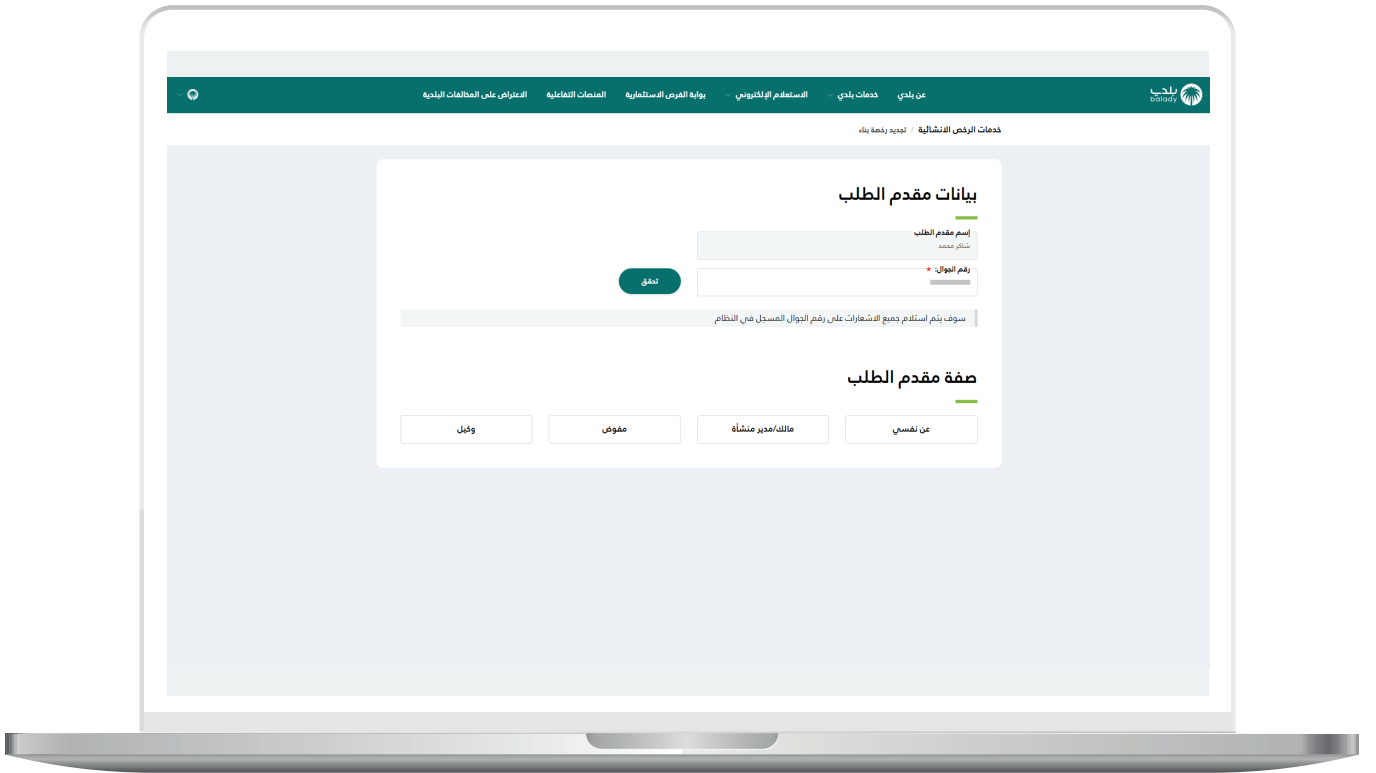 بلدي
balady
عن بلدي
خدمات بلدي
الاستعلام الإلكتروني
بوابة الفرص الاستثمارية
المنصات التفاعلية
الاعتراض على المخالفات البلدية
خدمات الرخص الانشائية / تجديد رخصة بناء
بيانات مقدم الطلب
إسم مقدم الطلب
شاكر محمد
رقم الجوال: *
تحقق
سوف يتم استلام جميع الاشعارات على رقم الجوال المسجل في النظام
صفة مقدم الطلب
عن نفسي
مالك/مدير منشأة
مفوض
وكيل